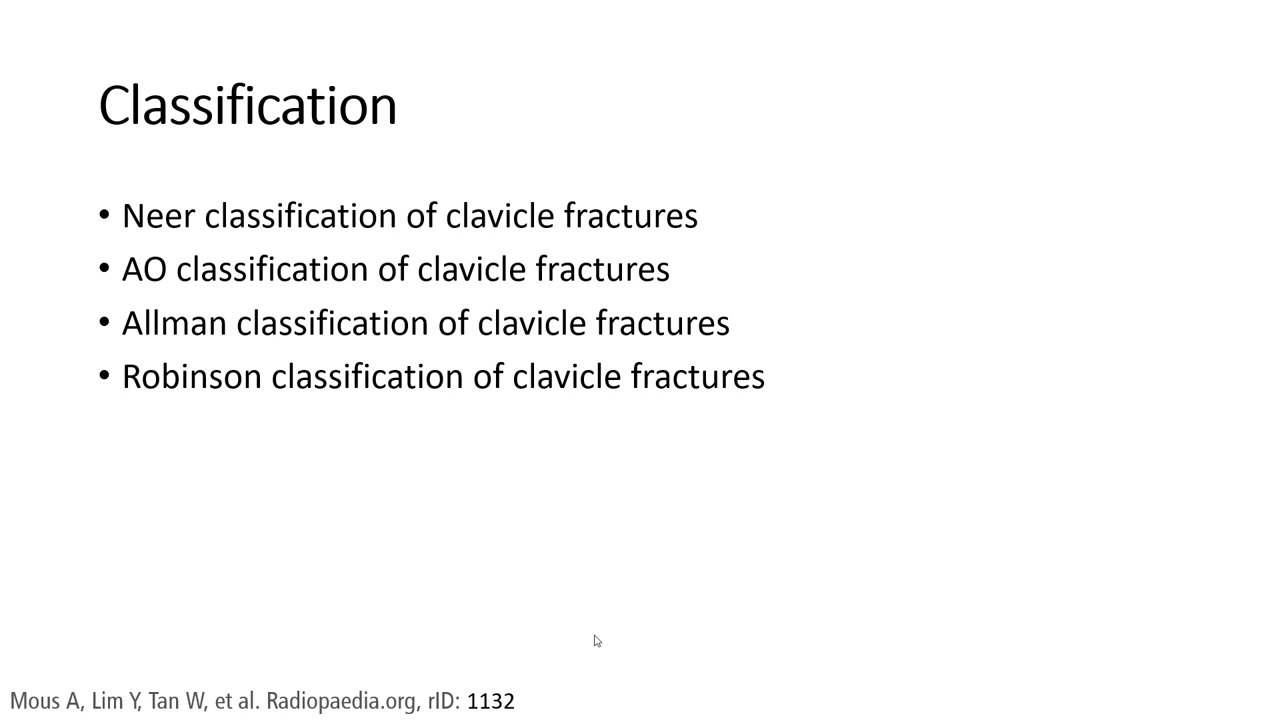 Classification
• Neer classification of clavicle fractures
• AO classification of clavicle fractures
• Allman classification of clavicle fractures
• Robinson classification of clavicle fractures
Mous A, Lim Y, Tan W, et al. Radiopaedia.org, rID: 1132